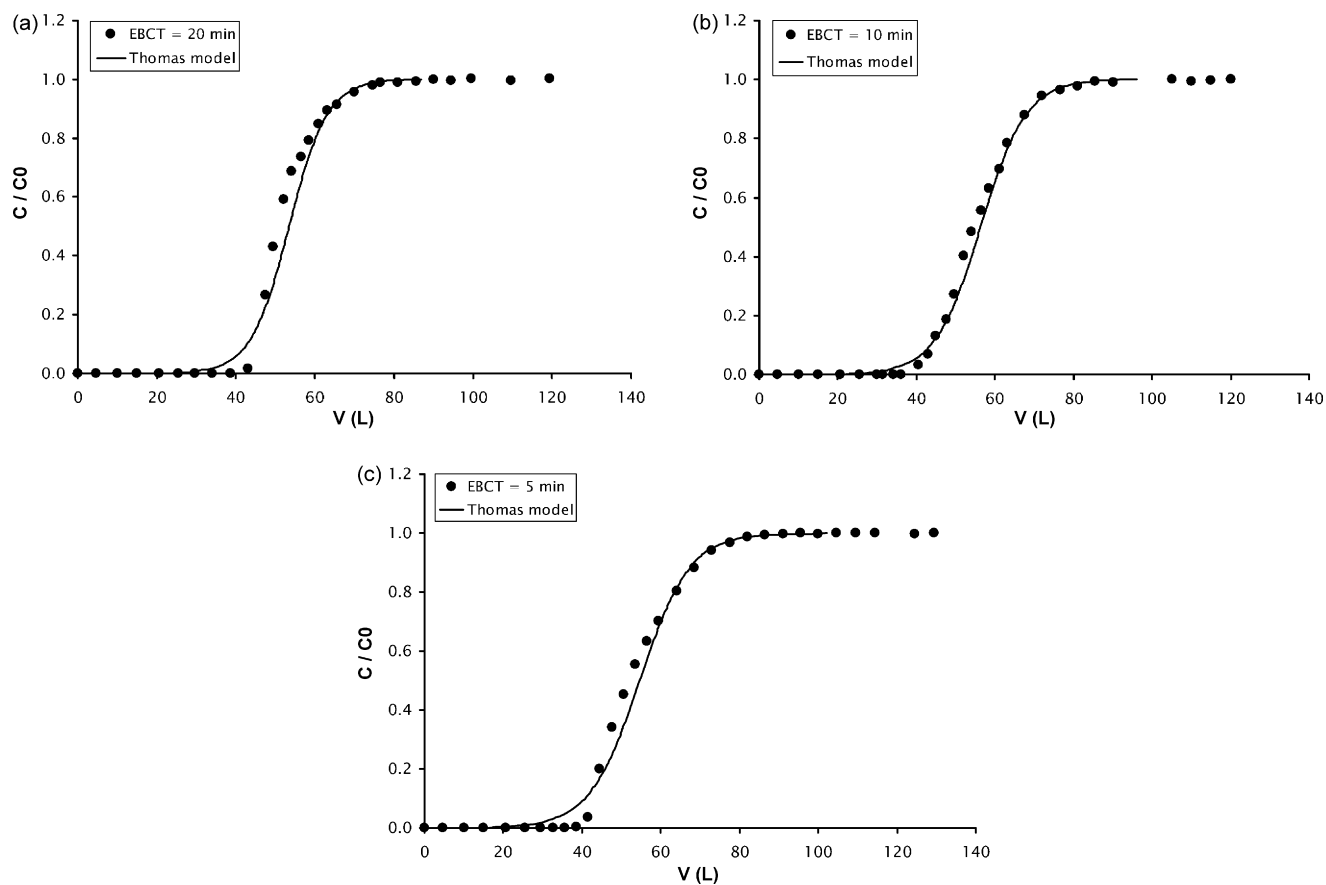 (a)
1.2
EBCT = 20 min
Thomas model
1.0
0.8
0.6
0.4
0.2
0.0
C / C0
0 20 40 60 80 100 120 140
V (L)
(b)
1.2
EBCT = 10 min
Thomas model
1.0
0.8
0.6
0.4
0.2
0.0
C / C0
0 20 40 60 80 100 120 140
V (L)
(c)
1.2
EBCT = 5 min
Thomas model
1.0
0.8
0.6
0.4
0.2
0.0
C / C0
0 20 40 60 80 100 120 140
V (L)